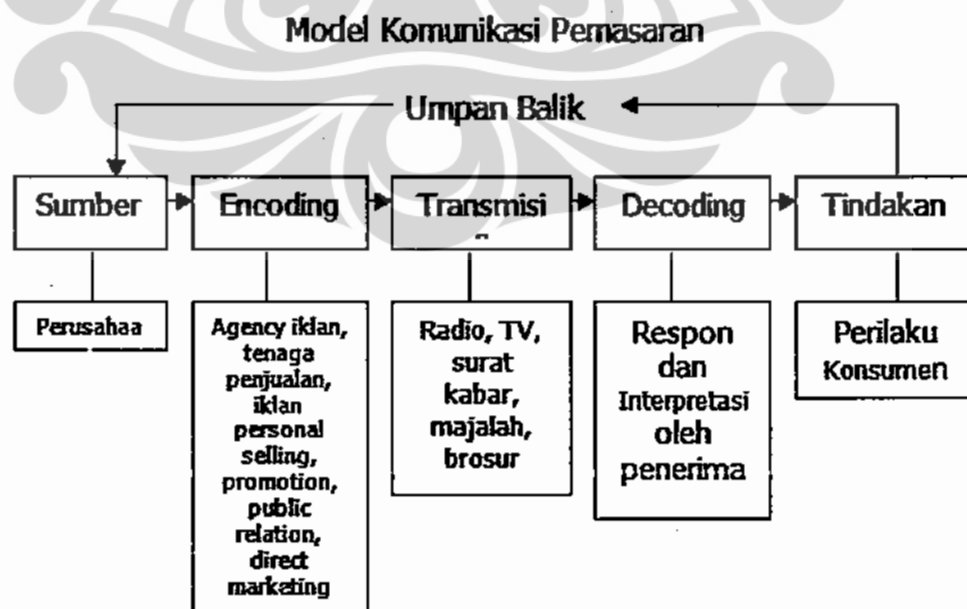 Model Komunikasi Pemasaran
Umpan Balik
Sumber
Encoding
Transmisi
Decoding
Tindakan
Perusahaa
Agency iklan,
tenaga
penjualan,
iklan
personal
selling,
promotion,
public
relation,
direct
marketing
Radio, TV,
surat
kabar,
majalah,
brosur
Respon
dan
Interpretasi
oleh
penerima
Perilaku
Konsumen